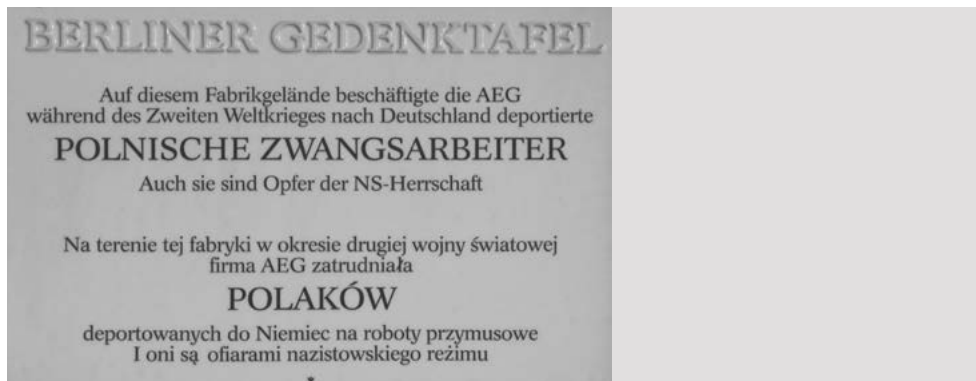 BERLINER GEDENKTAFEL
Auf diesem Fabrikgelände beschäftigte die AEG
während des Zweiten Weltkrieges nach Deutschland deportierte
POLNISCHE ZWANGSARBEITER
Auch sie sind Opfer der NS-Herrschaft
Na terenie tej fabryki w okresie drugiej wojny światowej
firma AEG zatrudniała
POLAKÓW
deportowanych do Niemiec na roboty przymusowe
I oni są ofiarami nazistowskiego reżimu